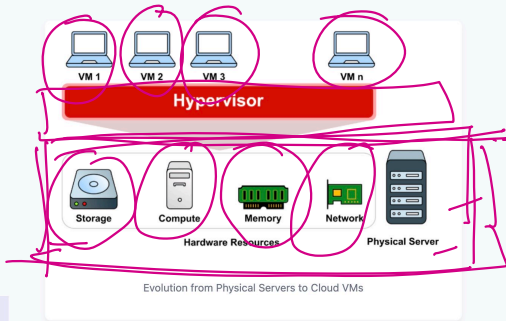 VM 1 VM 2 VM 3 VM n
Hypervisor
Storage Compute Memory Network
Hardware Resources Physical Server
Evolution from Physical Servers to Cloud VMs